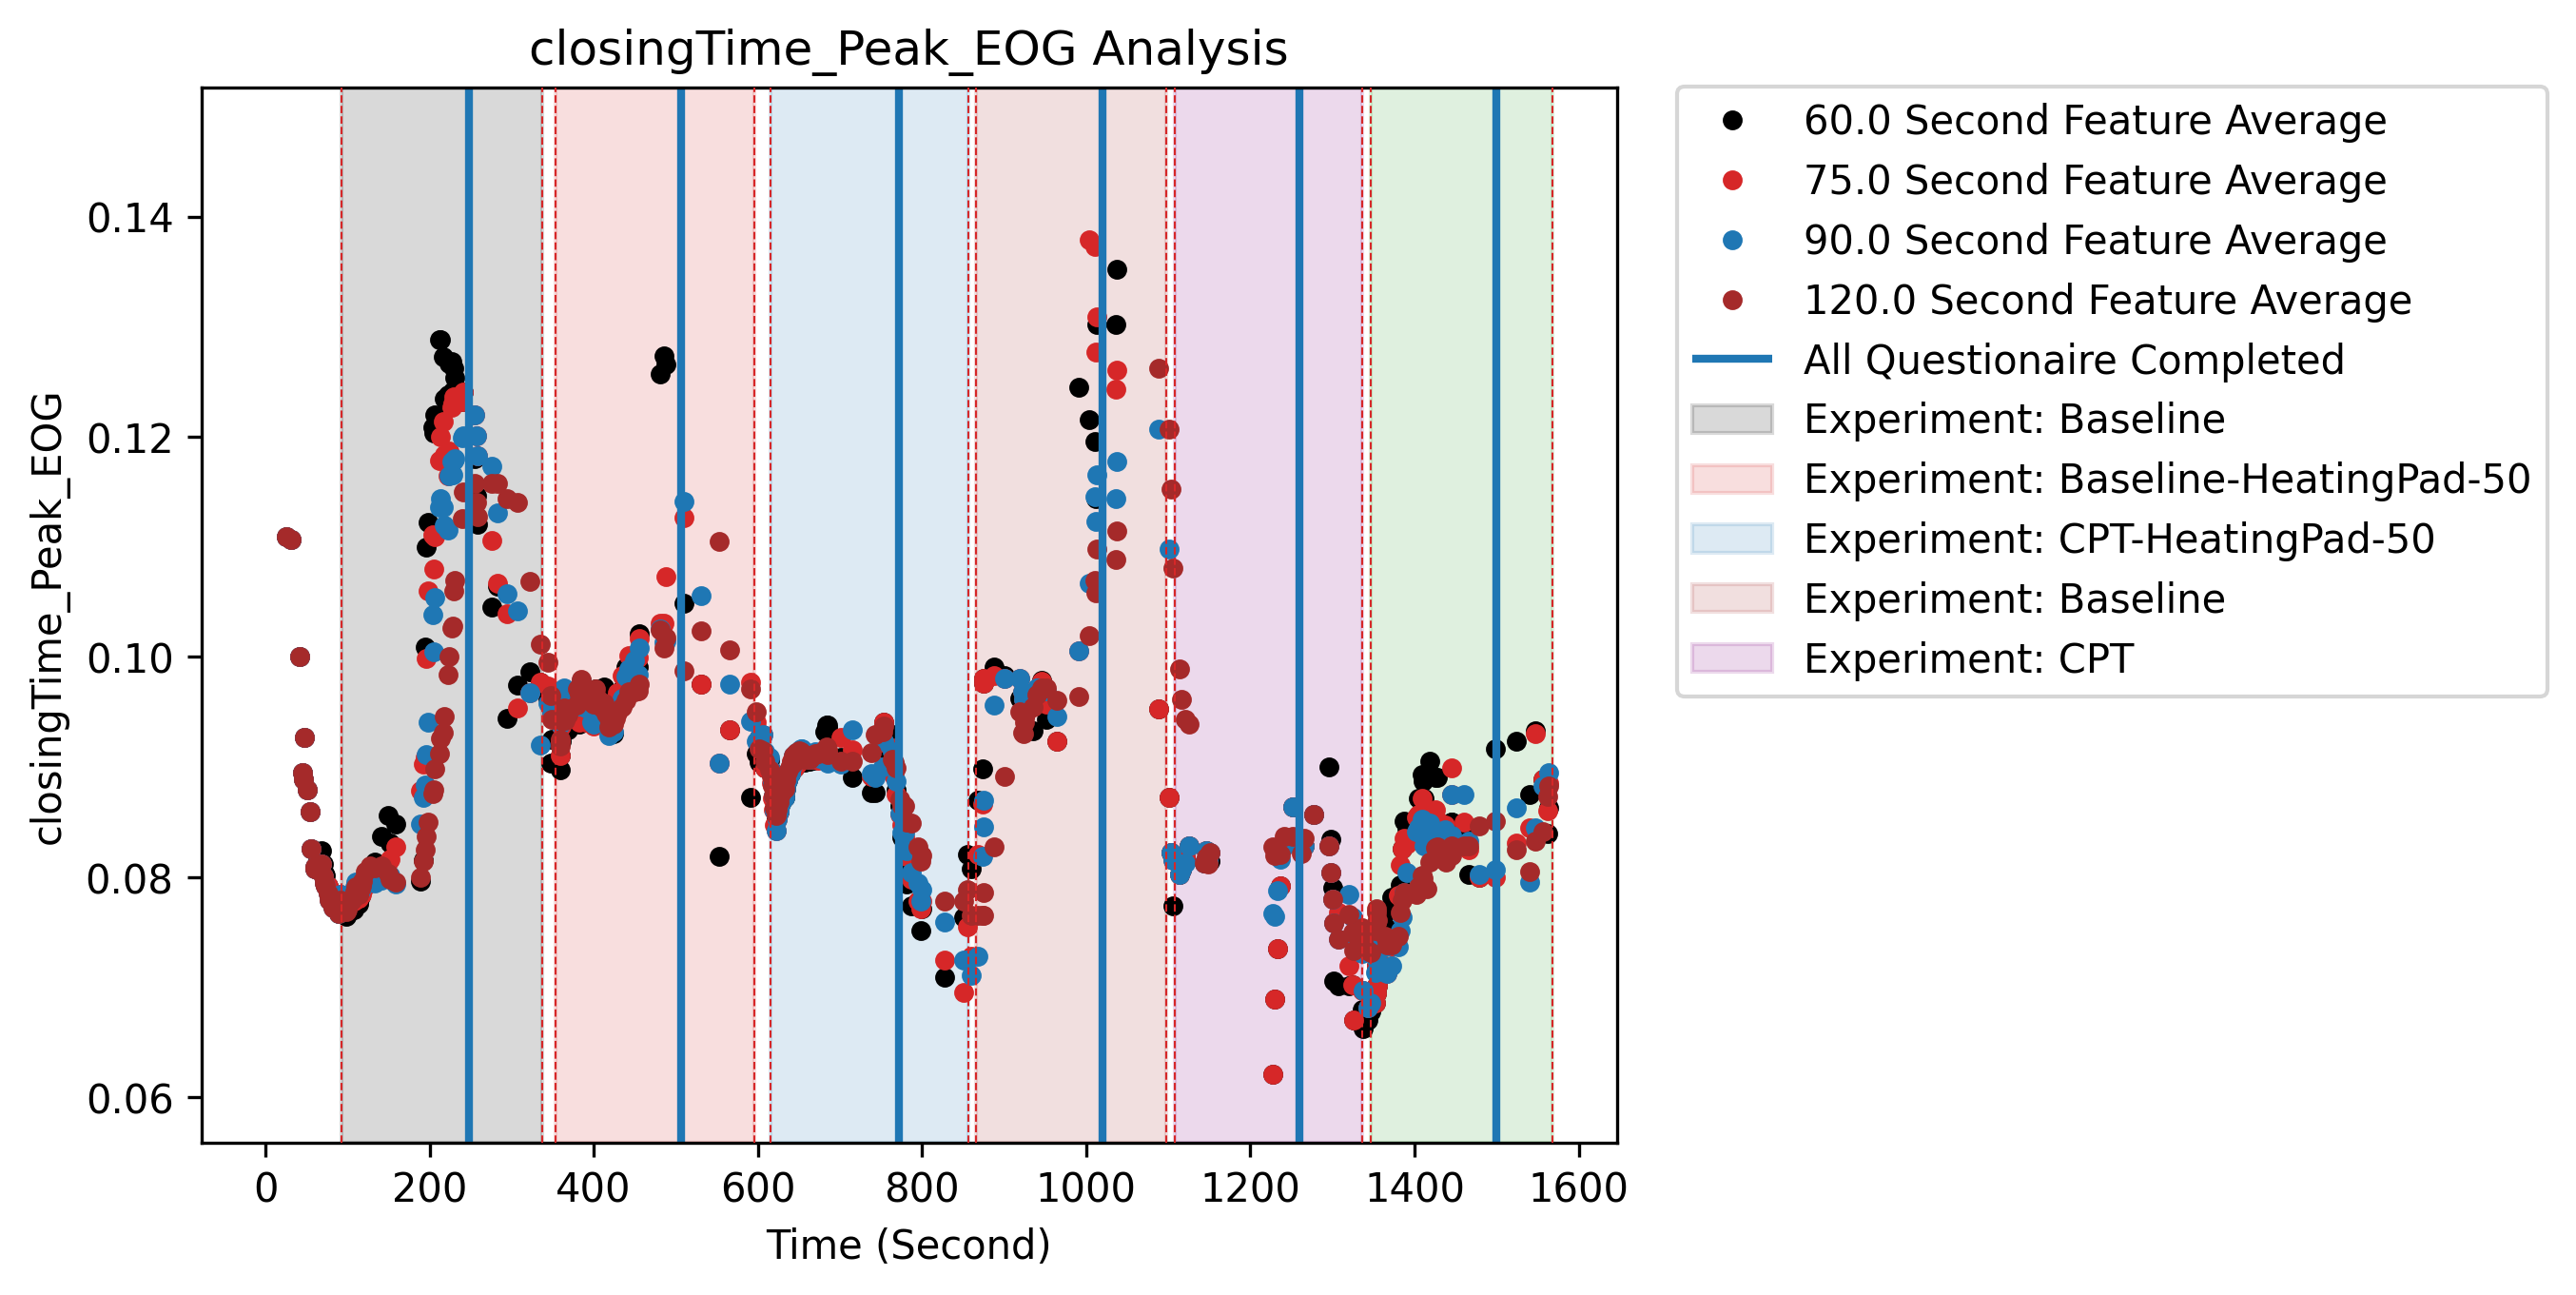 closingTime_Peak_EOG Analysis
closingTime_Peak_EOG
0.14
0.12
0.10
0.08
0.06
0 200 400 600 800 1000 1200 1400 1600
Time (Second)
60.0 Second Feature Average
75.0 Second Feature Average
90.0 Second Feature Average
120.0 Second Feature Average
All Questionaire Completed
Experiment: Baseline
Experiment: Baseline-HeatingPad-50
Experiment: CPT-HeatingPad-50
Experiment: Baseline
Experiment: CPT